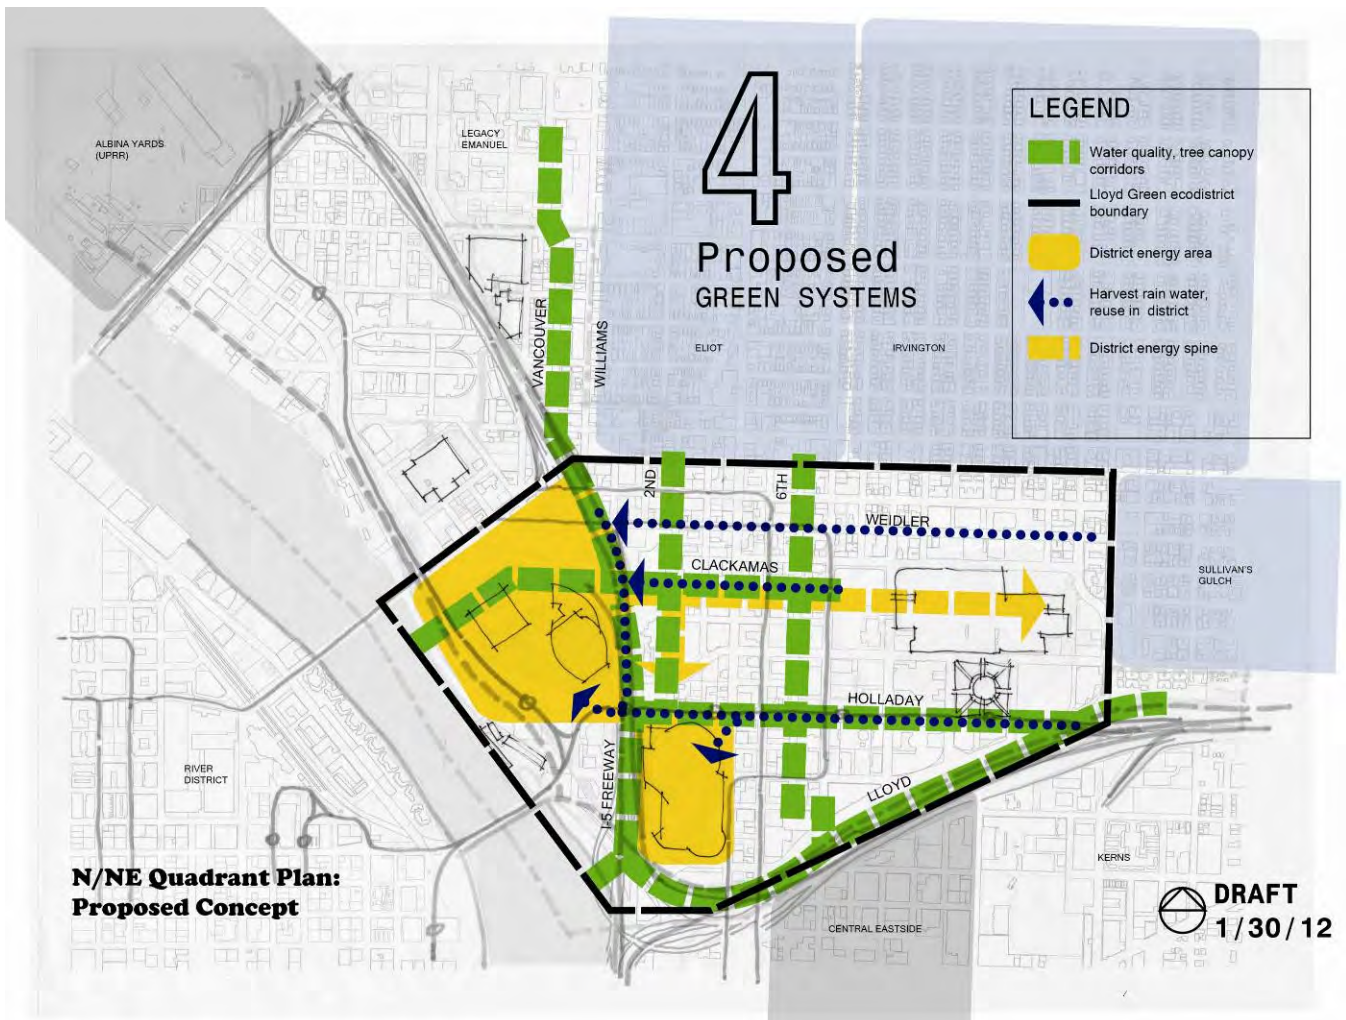 4
Proposed
GREEN SYSTEMS
LEGEND
Water quality, tree canopy
corridors
Lloyd Green ecodistrict
boundary
District energy area
Harvest rain water,
reuse in district
District energy spine
ALBINA YARDS
(UPRR)
LEGACY
EMANUEL
VANCOUVER
WILLIAMS
ELIOT
IRVINGTON
2ND
6TH
WEIDLER
CLACKAMAS
SULLIVAN'S
GULCH
HOLLADAY
I-5 FREEWAY
LLOYD
RIVER
DISTRICT
KERNS
CENTRAL EASTSIDE
N/NE Quadrant Plan:
Proposed Concept
DRAFT
1/30/12